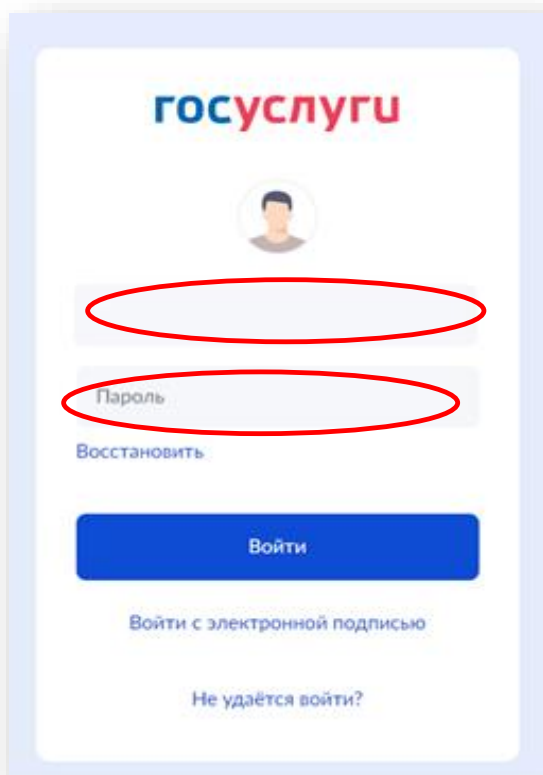 госуслуги
Пароль
Восстановить
Войти
Войти с электронной подписью
Не удаётся войти?